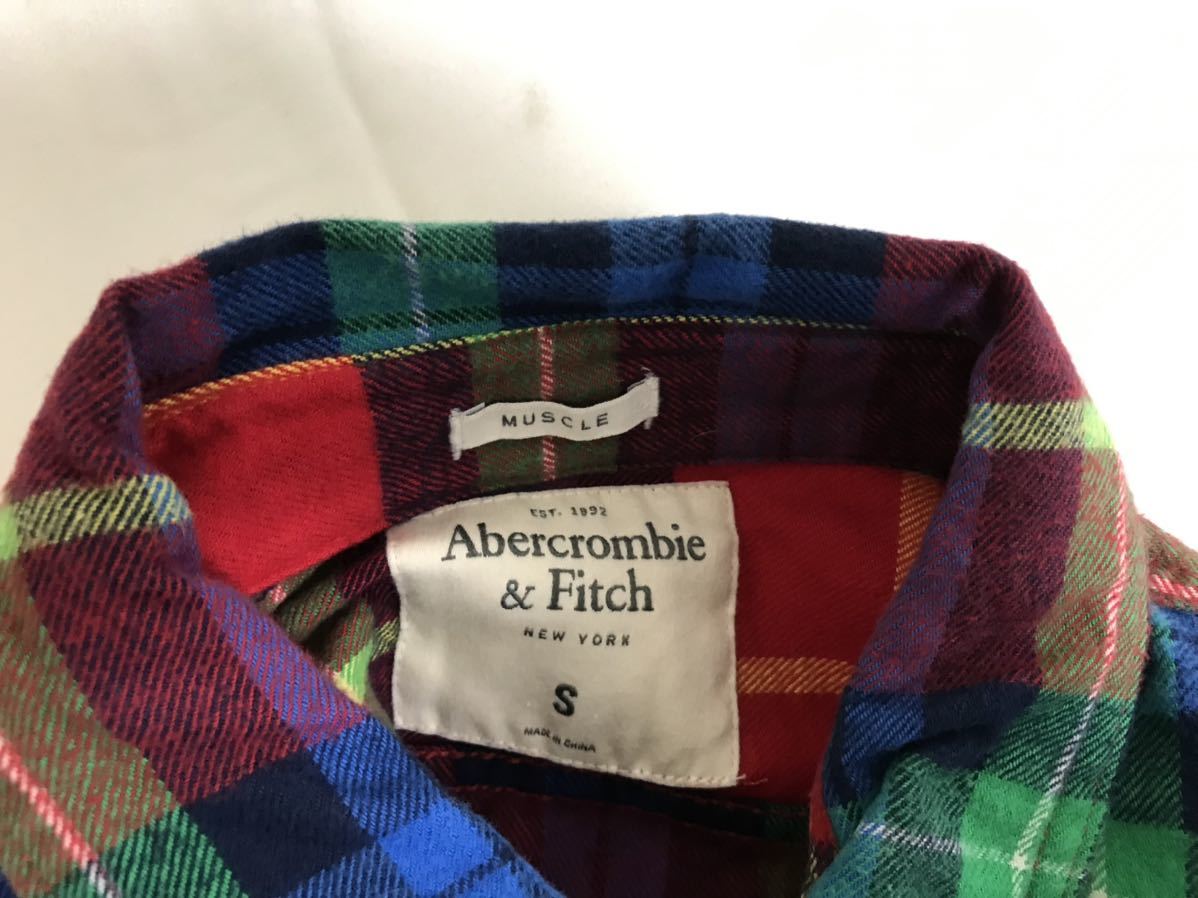 MUSCLE
EST. 1892
Abercrombie
& Fitch
NEW YORK
S
MADE IN CHINA